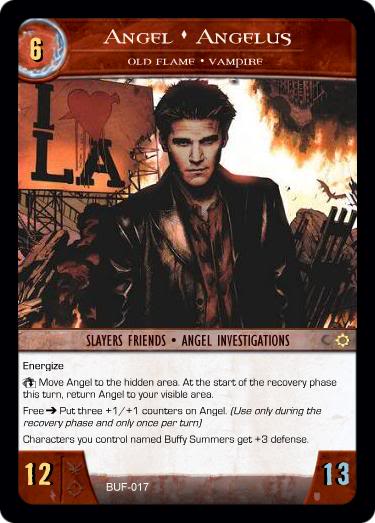 6
ANGEL ♦ ANGELUS
OLD FLAME • VAMPIRE
I
LA
SLAYERS FRIENDS • ANGEL INVESTIGATIONS
Energize
Move Angel to the hidden area. At the start of the recovery phase
this turn, return Angel to your visible area.
Free ➔ Put three +1/+1 counters on Angel. (Use only during the
recovery phase and only once per turn)
Characters you control named Buffy Summers get +3 defense.
12
BUF-017
13